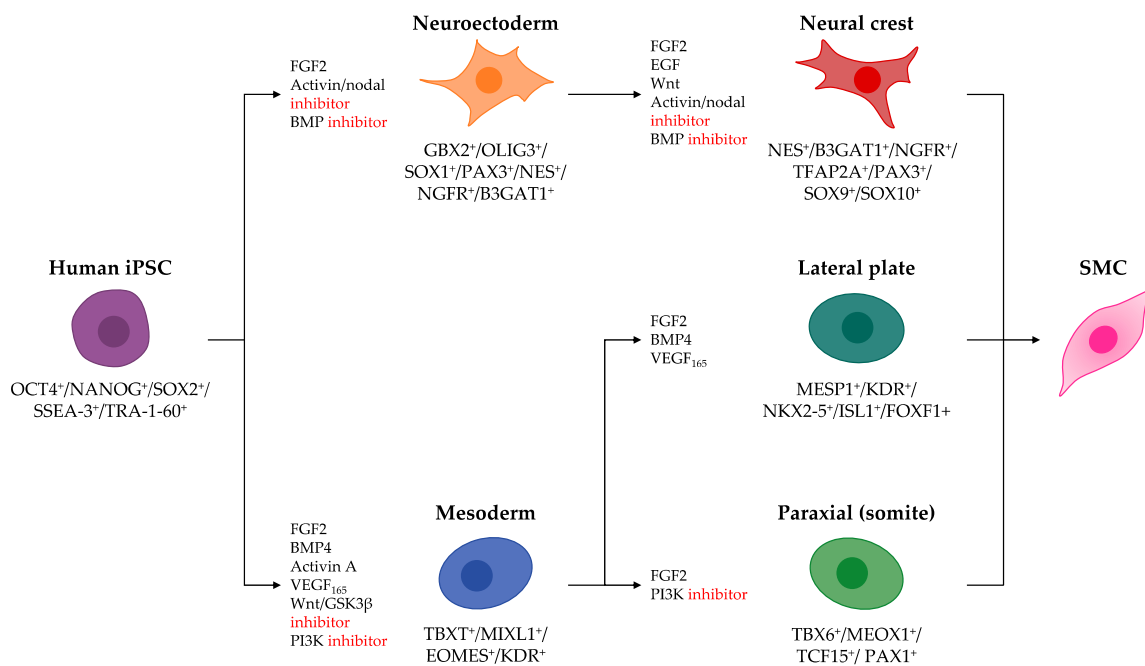 Neuroectoderm
FGF2
Activin/nodal
inhibitor
BMP inhibitor
GBX2⁺/OLIG3⁺/
SOX1⁺/PAX3⁺/NES⁺/
NGFR⁺/B3GAT1⁺
FGF2
EGF
Wnt
Activin/nodal
inhibitor
BMP inhibitor
Neural crest
NES⁺/B3GAT1⁺/NGFR⁺/
TFAP2A⁺/PAX3⁺/
SOX9⁺/SOX10⁺
Human iPSC
OCT4⁺/NANOG⁺/SOX2⁺/
SSEA-3⁺/TRA-1-60⁺
FGF2
BMP4
VEGF₁₆₅
Lateral plate
MESP1⁺/KDR⁺/
NKX2-5⁺/ISL1⁺/FOXF1+
SMC
FGF2
BMP4
Activin A
VEGF₁₆₅
Wnt/GSK3β
inhibitor
PI3K inhibitor
Mesoderm
TBXT⁺/MIXL1⁺/
EOMES⁺/KDR⁺
FGF2
PI3K inhibitor
Paraxial (somite)
TBX6⁺/MEOX1⁺/
TCF15⁺/ PAX1⁺